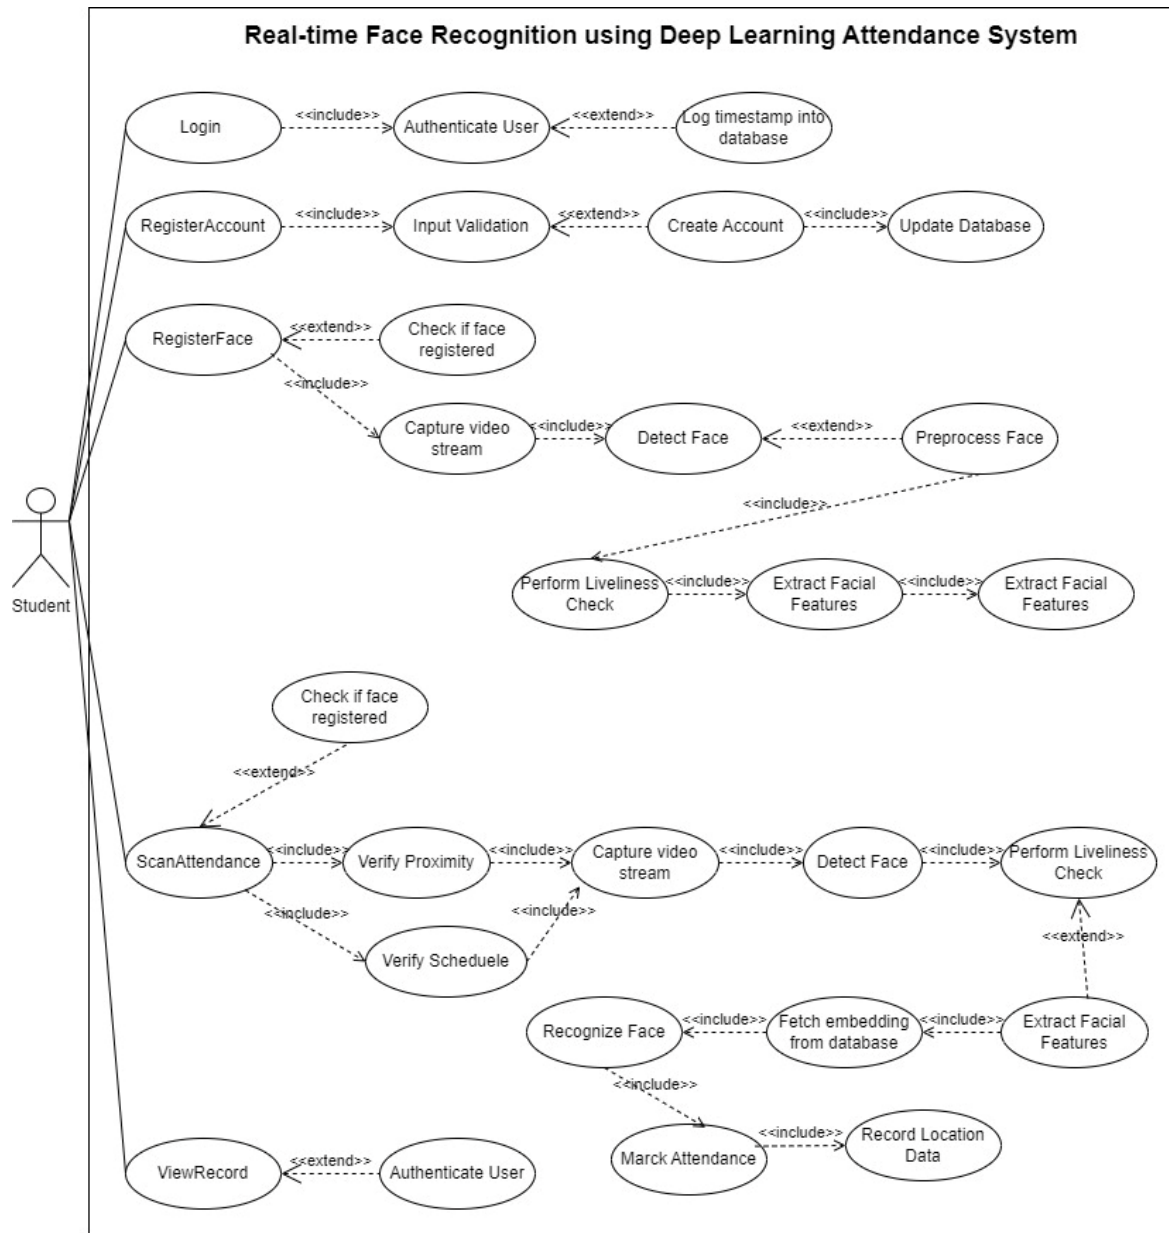 Real-time Face Recognition using Deep Learning Attendance System
Login
<<include>>
Authenticate User
<<extend>>
Log timestamp into
database
RegisterAccount
<<include>>
Input Validation
<<extend>>
Create Account
<<include>>
Update Database
RegisterFace
<<extend>>
Check if face
registered
<<include>>
Capture video
stream
<<include>>
Detect Face
<<extend>>
Preprocess Face
<<include>>
Perform Liveliness
Check
<<include>>
Extract Facial
Features
<<include>>
Extract Facial
Features
Student
Check if face
registered
<<extend>>
ScanAttendance
<<include>>
Verify Proximity
<<include>>
Capture video
stream
<<include>>
Detect Face
<<include>>
Perform Liveliness
Check
<<include>>
Verify Scheduele
<<include>>
<<extend>>
Recognize Face
<<include>>
Fetch embedding
from database
<<include>>
Extract Facial
Features
<<include>>
Marck Attendance
<<include>>
Record Location
Data
ViewRecord
<<extend>>
Authenticate User